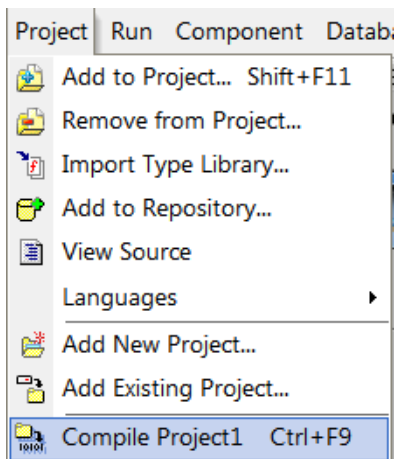 Project Run Component Datab
Add to Project... Shift+F11
Remove from Project...
Import Type Library...
Add to Repository...
View Source
Languages
Add New Project...
Add Existing Project...
Compile Project1 Ctrl+F9